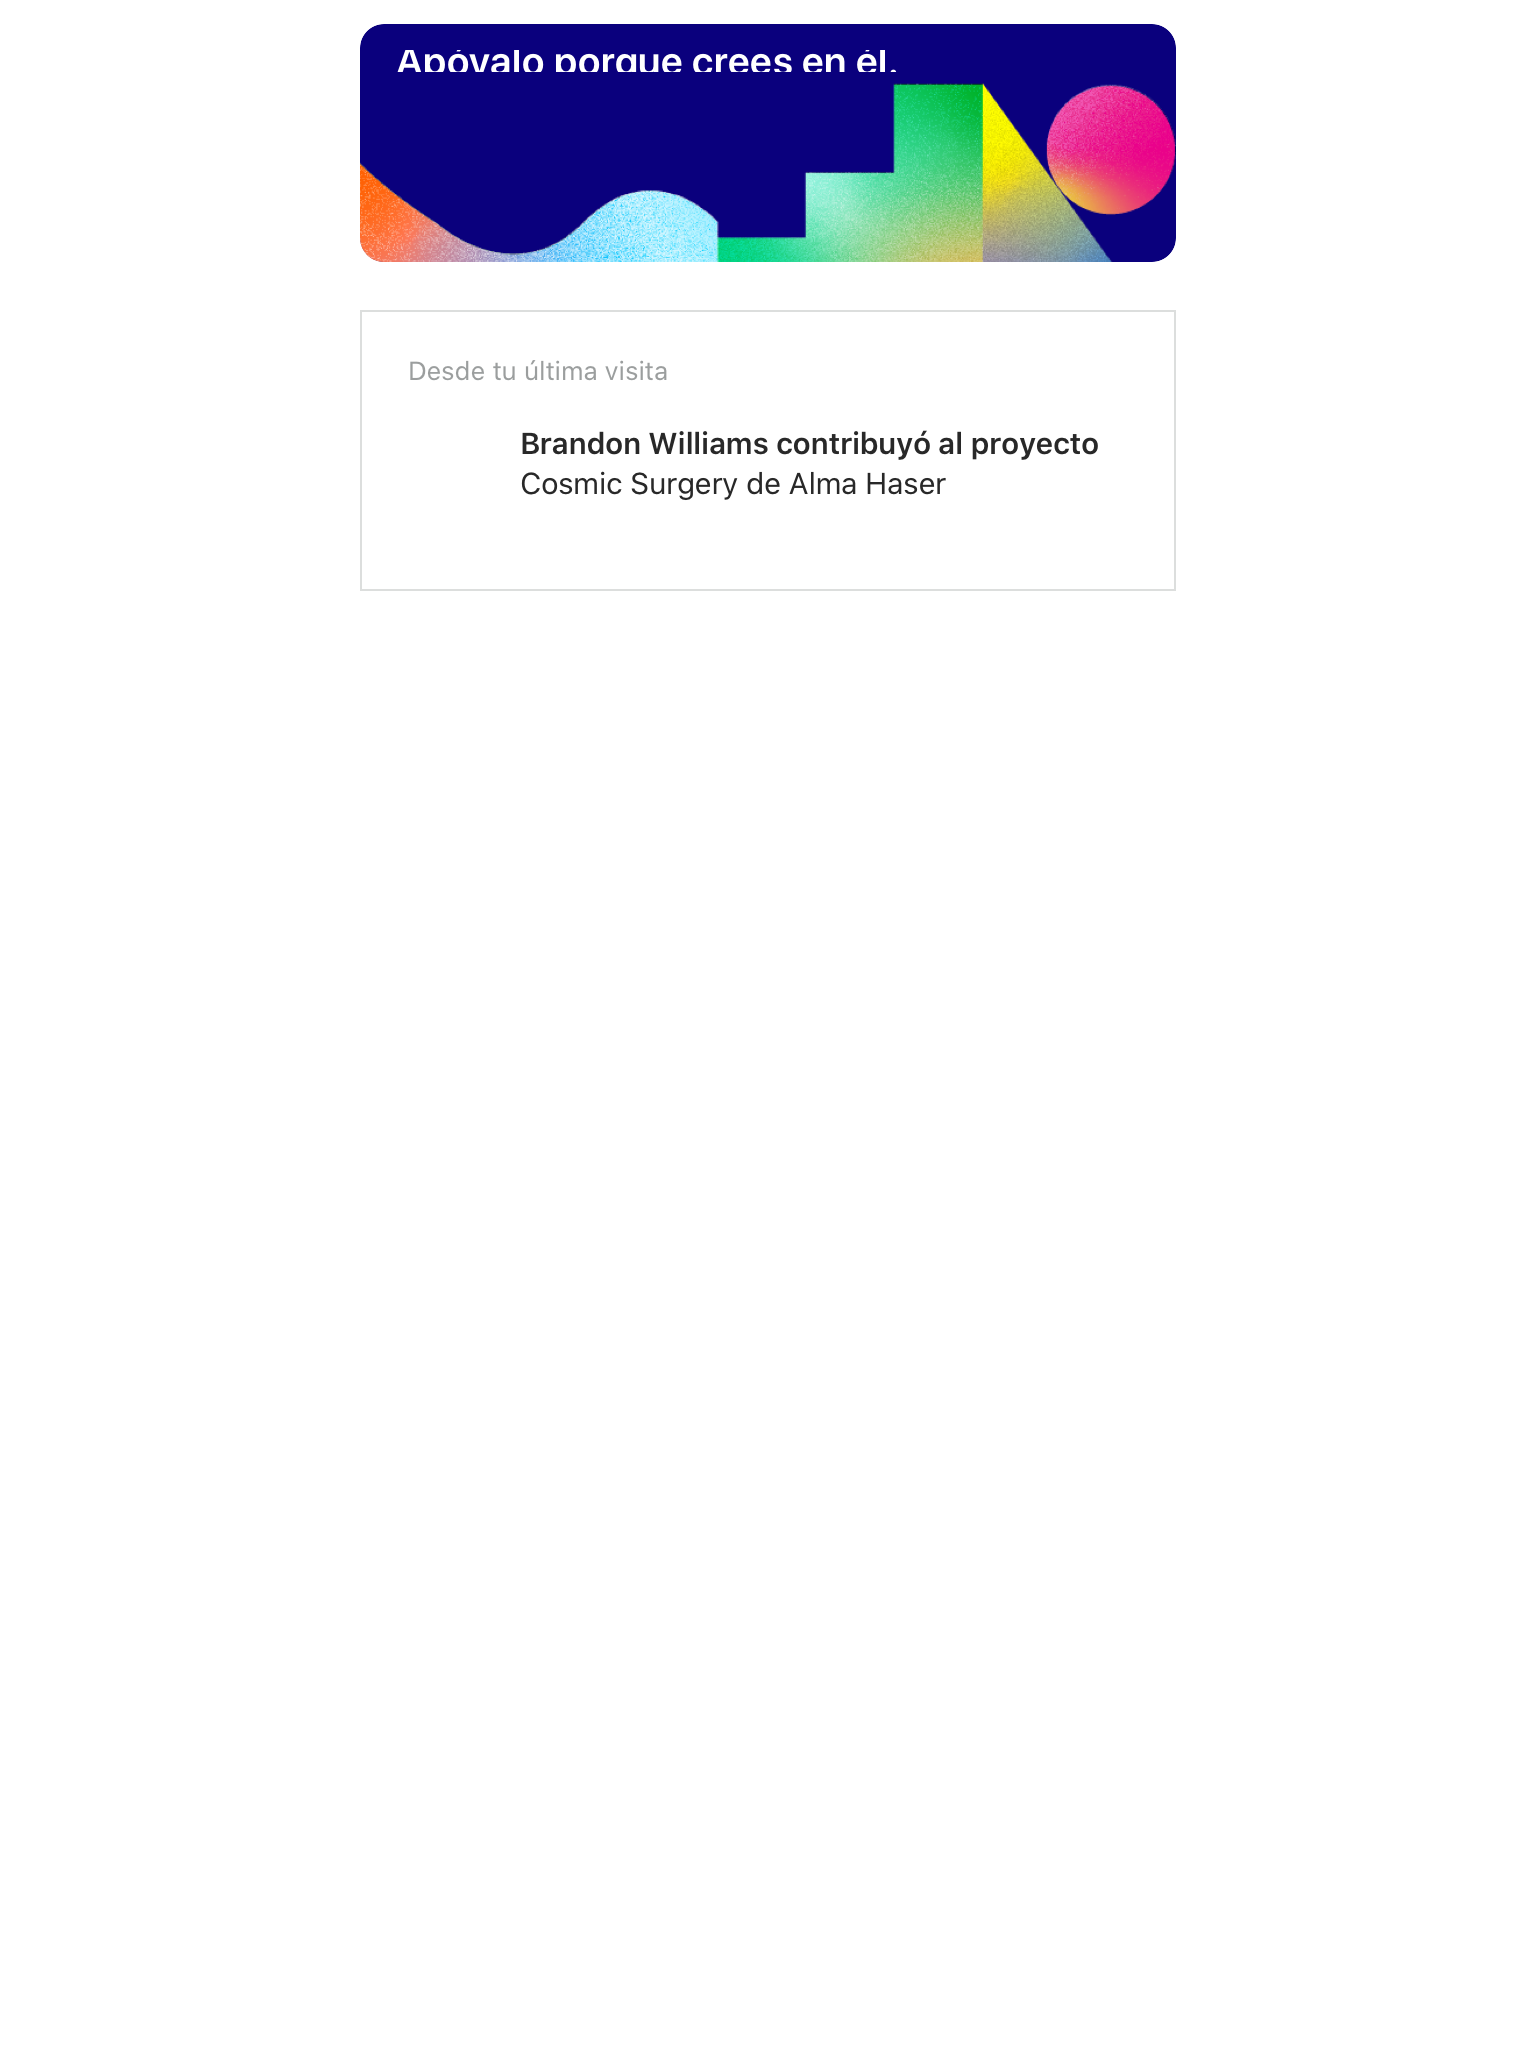 Apóyalo porque crees en él.
Desde tu última visita
Brandon Williams contribuyó al proyecto
Cosmic Surgery de Alma Haser